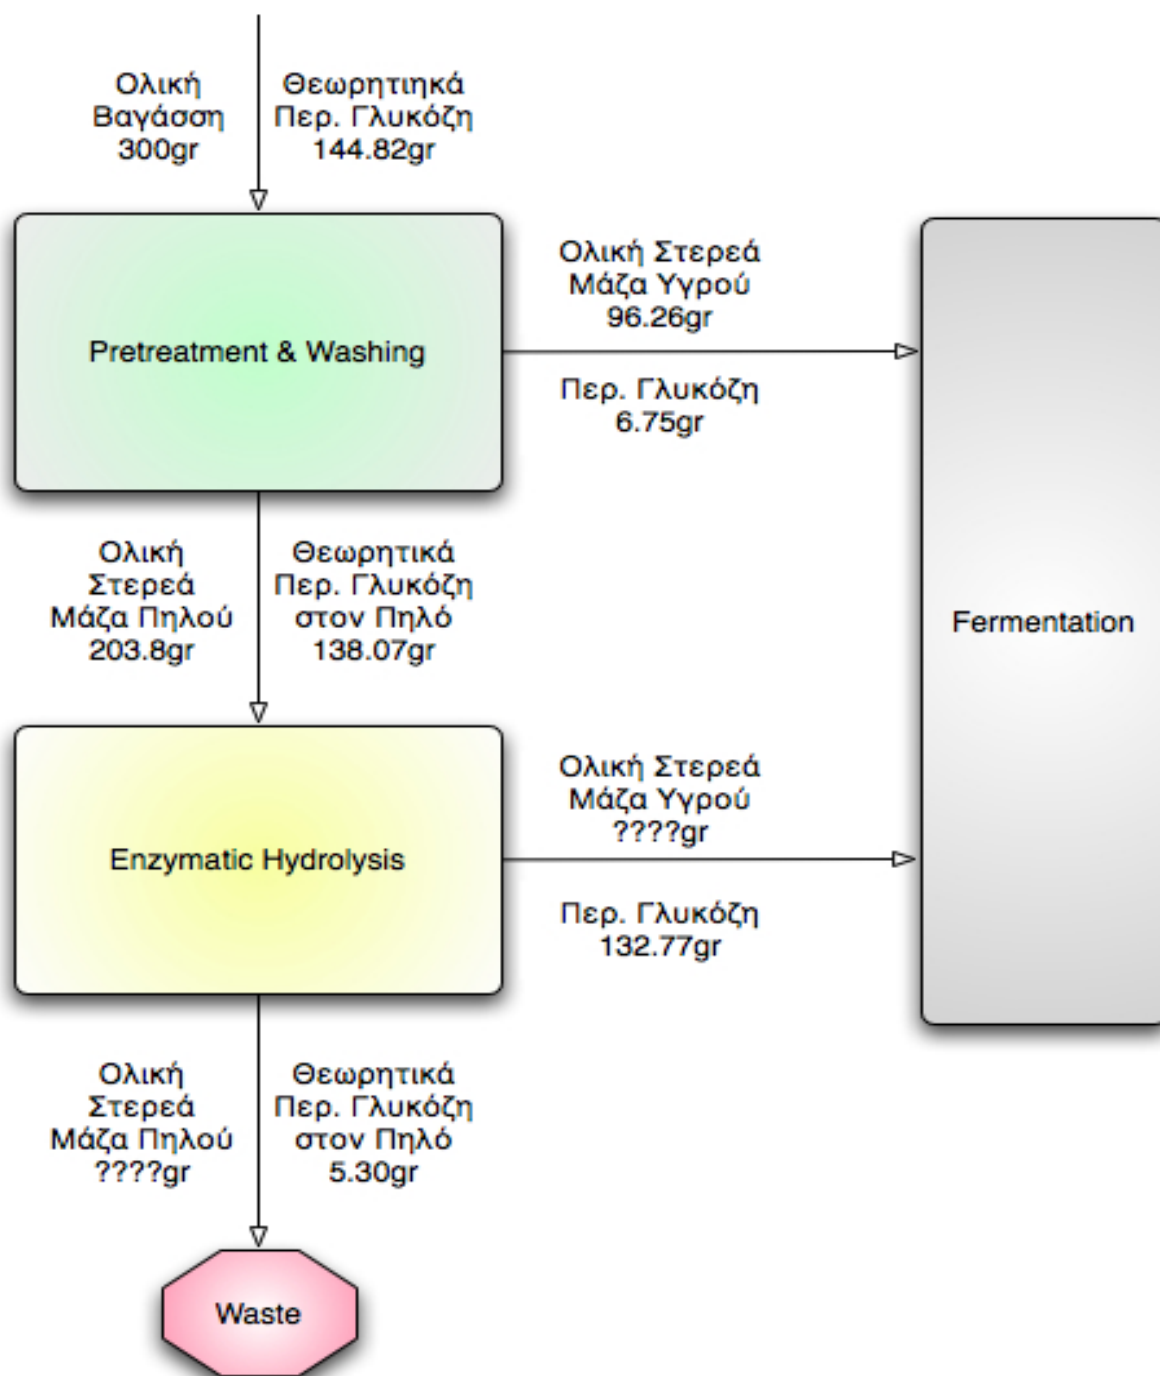 Ολική
Βαγάσση
300gr
Θεωρητιηκά
Περ. Γλυκόζη
144.82gr
Pretreatment & Washing
Ολική Στερεά
Μάζα Υγρού
96.26gr
Περ. Γλυκόζη
6.75gr
Ολική
Στερεά
Μάζα Πηλού
203.8gr
Θεωρητικά
Περ. Γλυκόζη
στον Πηλό
138.07gr
Fermentation
Enzymatic Hydrolysis
Ολική Στερεά
Μάζα Υγρού
????gr
Περ. Γλυκόζη
132.77gr
Ολική
Στερεά
Μάζα Πηλού
????gr
Θεωρητικά
Περ. Γλυκόζη
στον Πηλό
5.30gr
Waste